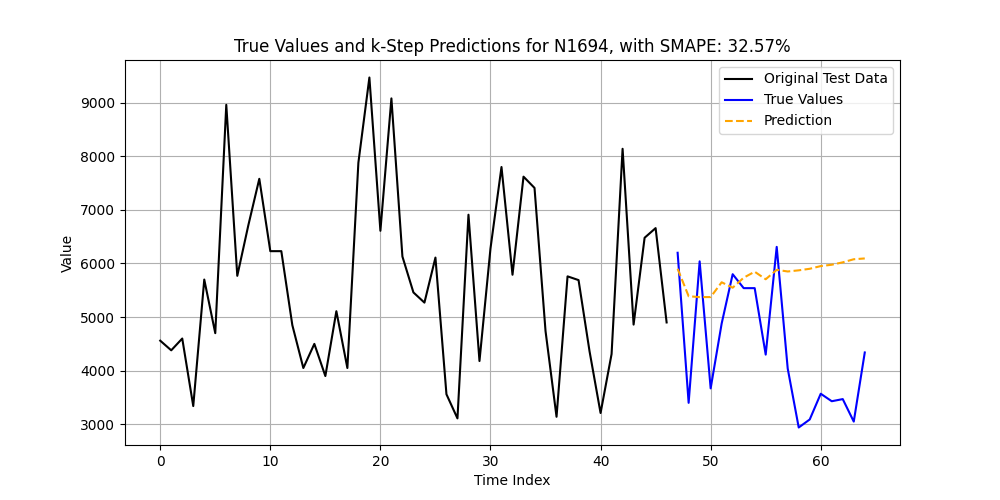 True Values and k-Step Predictions for N1694, with SMAPE: 32.57%
Original Test Data
True Values
Prediction
9000
8000
7000
6000
5000
4000
3000
Value
0 10 20 30 40 50 60
Time Index